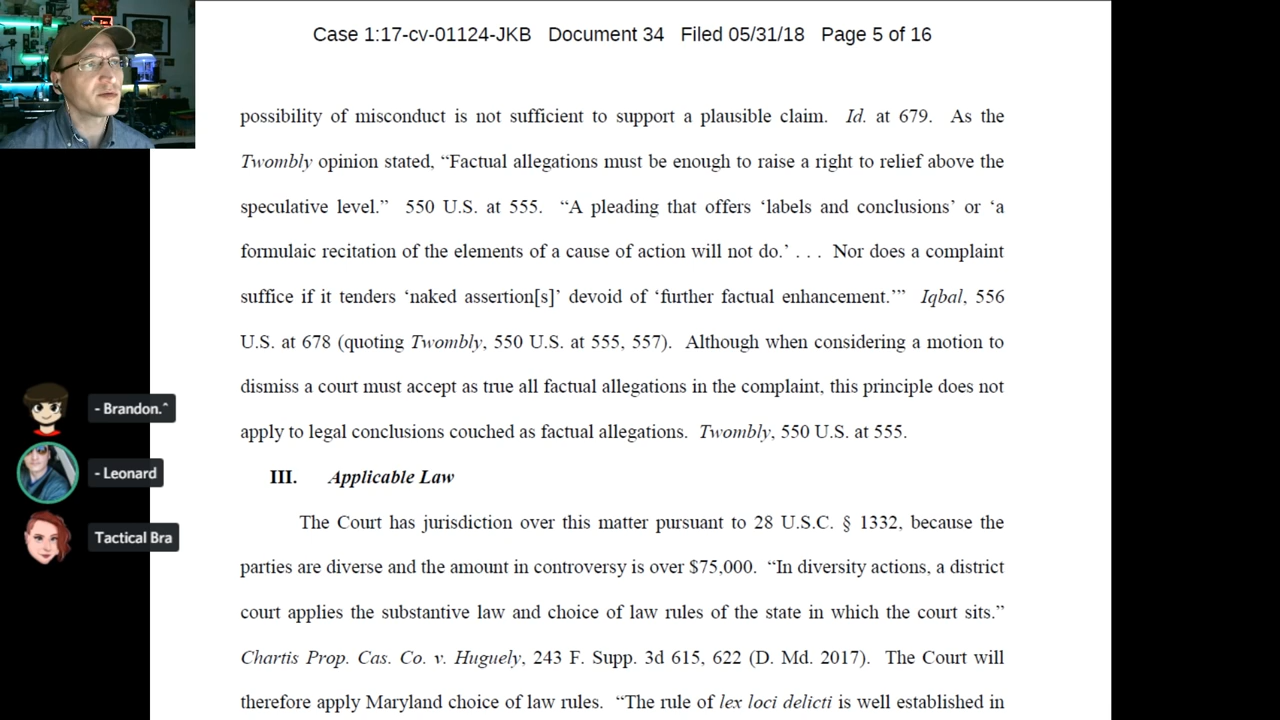 Case 1:17-cv-01124-JKB Document 34 Filed 05/31/18 Page 5 of 16
possibility of misconduct is not sufficient to support a plausible claim. Id. at 679. As the
Twombly opinion stated, “Factual allegations must be enough to raise a right to relief above the
speculative level.” 550 U.S. at 555. “A pleading that offers ‘labels and conclusions’ or ‘a
formulaic recitation of the elements of a cause of action will not do.’ . . . Nor does a complaint
suffice if it tenders ‘naked assertion[s]’ devoid of ‘further factual enhancement.’” Iqbal, 556
U.S. at 678 (quoting Twombly, 550 U.S. at 555, 557). Although when considering a motion to
dismiss a court must accept as true all factual allegations in the complaint, this principle does not
apply to legal conclusions couched as factual allegations. Twombly, 550 U.S. at 555.
III. Applicable Law
The Court has jurisdiction over this matter pursuant to 28 U.S.C. § 1332, because the
parties are diverse and the amount in controversy is over $75,000. “In diversity actions, a district
court applies the substantive law and choice of law rules of the state in which the court sits.”
Chartis Prop. Cas. Co. v. Huguely, 243 F. Supp. 3d 615, 622 (D. Md. 2017). The Court will
therefore apply Maryland choice of law rules. “The rule of lex loci delicti is well established in
- Brandon.^
- Leonard
Tactical Bra